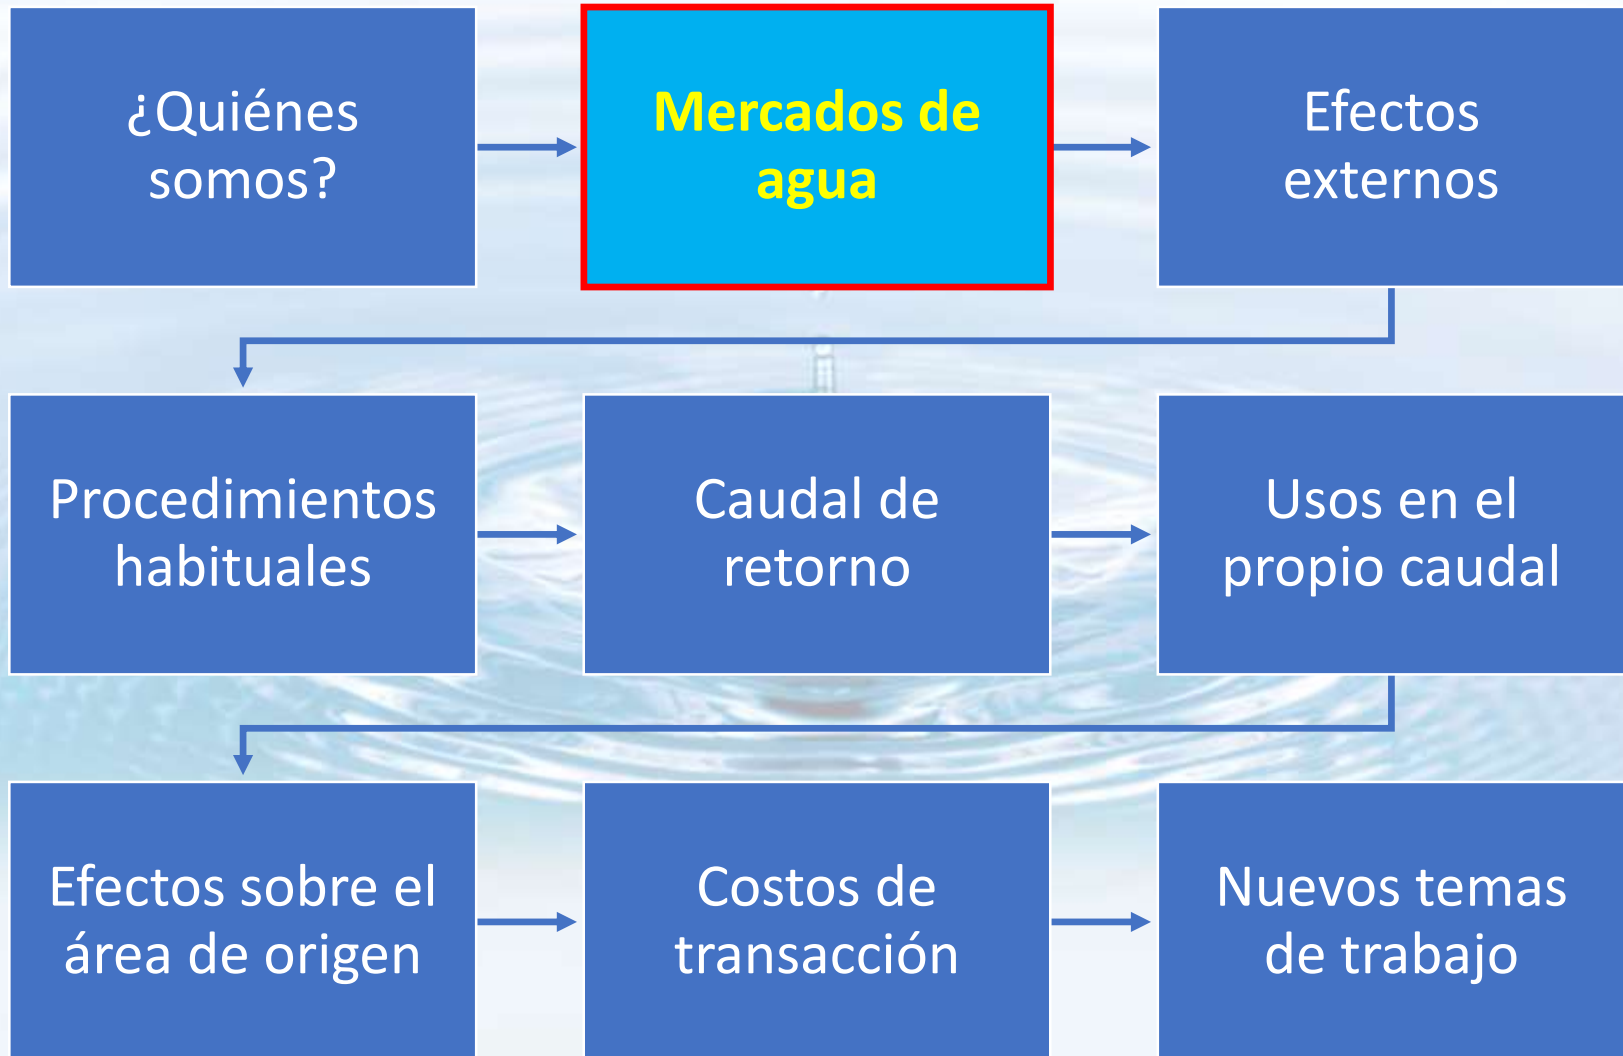 ¿Quiénes
somos?
Mercados de
agua
Efectos
externos
Procedimientos
habituales
Caudal de
retorno
Usos en el
propio caudal
Efectos sobre el
área de origen
Costos de
transacción
Nuevos temas
de trabajo